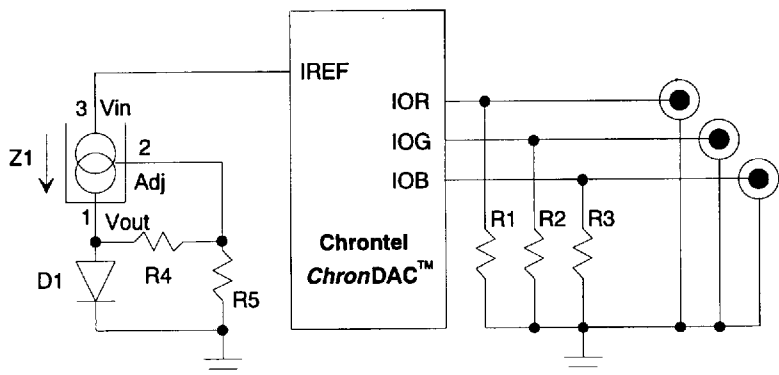 IREF
3 Vin
IOR
Z1
2
IOG
Adj
IOB
1 Vout
R1 R2 R3
Chrontel
ChronDAC™
D1
R4
R5